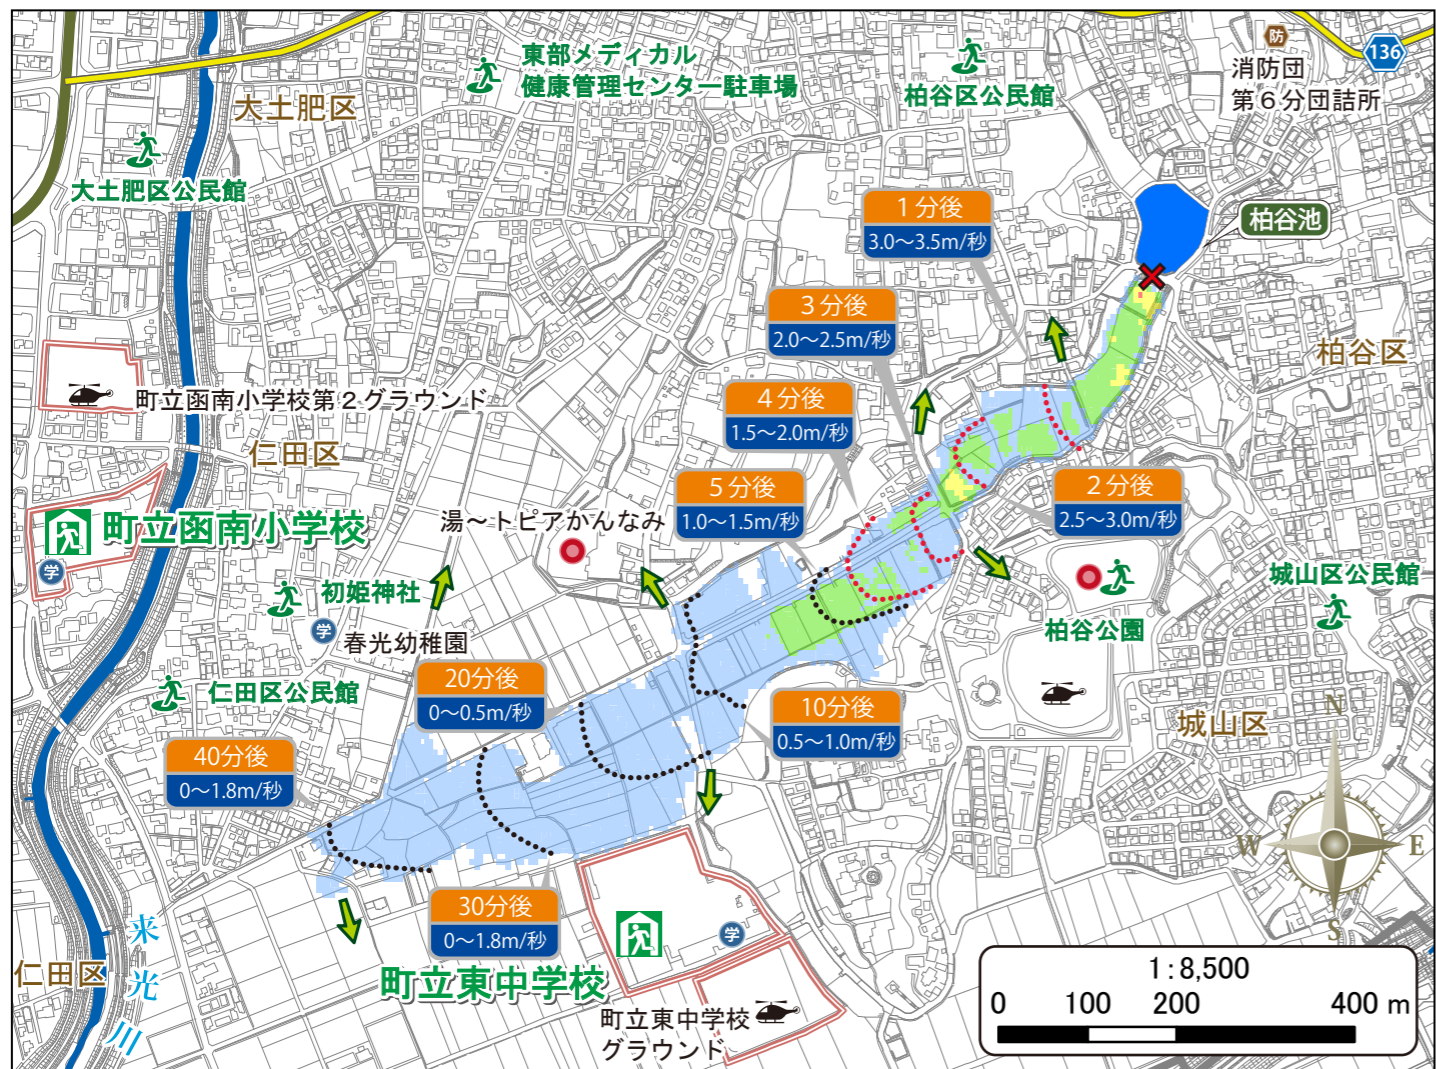 東部メディカル
健康管理センター駐車場
柏谷区公民館
防
消防団
第６分団詰所
136
大土肥区
大土肥区公民館
柏谷池
1分後
3.0～3.5m/秒
3分後
2.0～2.5m/秒
4分後
1.5～2.0m/秒
5分後
1.0～1.5m/秒
2分後
2.5～3.0m/秒
柏谷区
町立函南小学校第２グラウンド
仁田区
町立函南小学校
学
湯～トピアかんなみ
初姫神社
学
春光幼稚園
仁田区公民館
柏谷公園
城山区公民館
城山区
20分後
0～0.5m/秒
10分後
0.5～1.0m/秒
40分後
0～1.8m/秒
30分後
0～1.8m/秒
町立東中学校
学
町立東中学校
グラウンド
仁田区
来光川
N
W
E
S
1:8,500
0 100 200 400 m